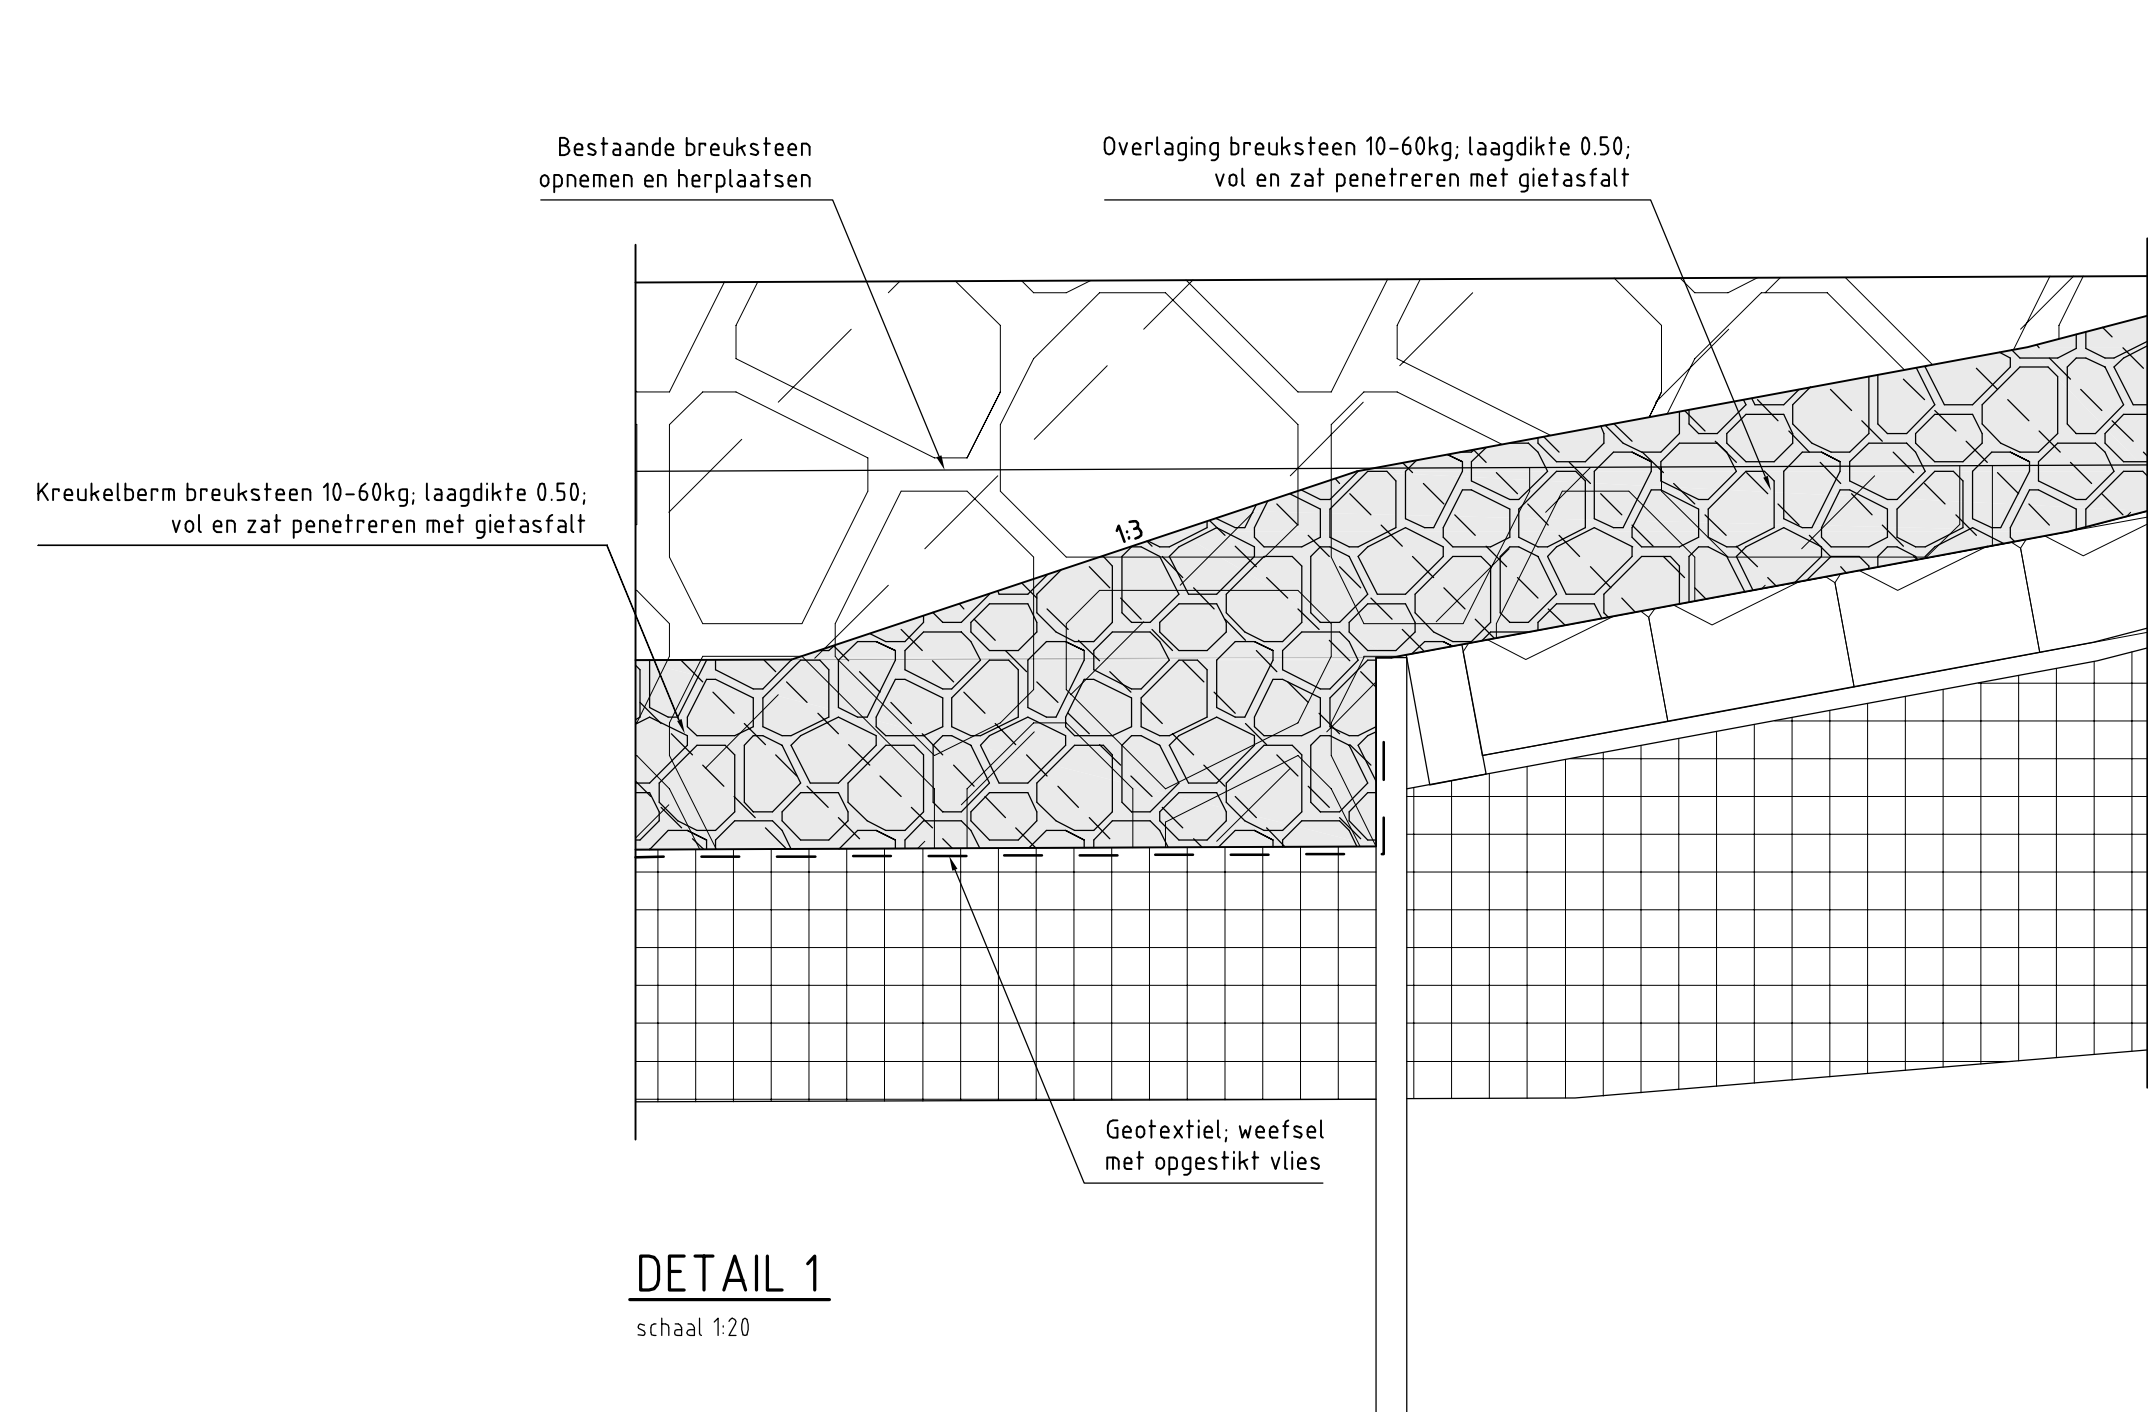 Bestaande breuksteen
opnemen en herplaatsen
Overlaging breuksteen 10-60kg; laagdikte 0.50;
vol en zat penetreren met gietasfalt
Kreukelberm breuksteen 10-60kg; laagdikte 0.50;
vol en zat penetreren met gietasfalt
1:3
Geotextiel; weefsel
met opgestikt vlies
DETAIL 1
schaal 1:20